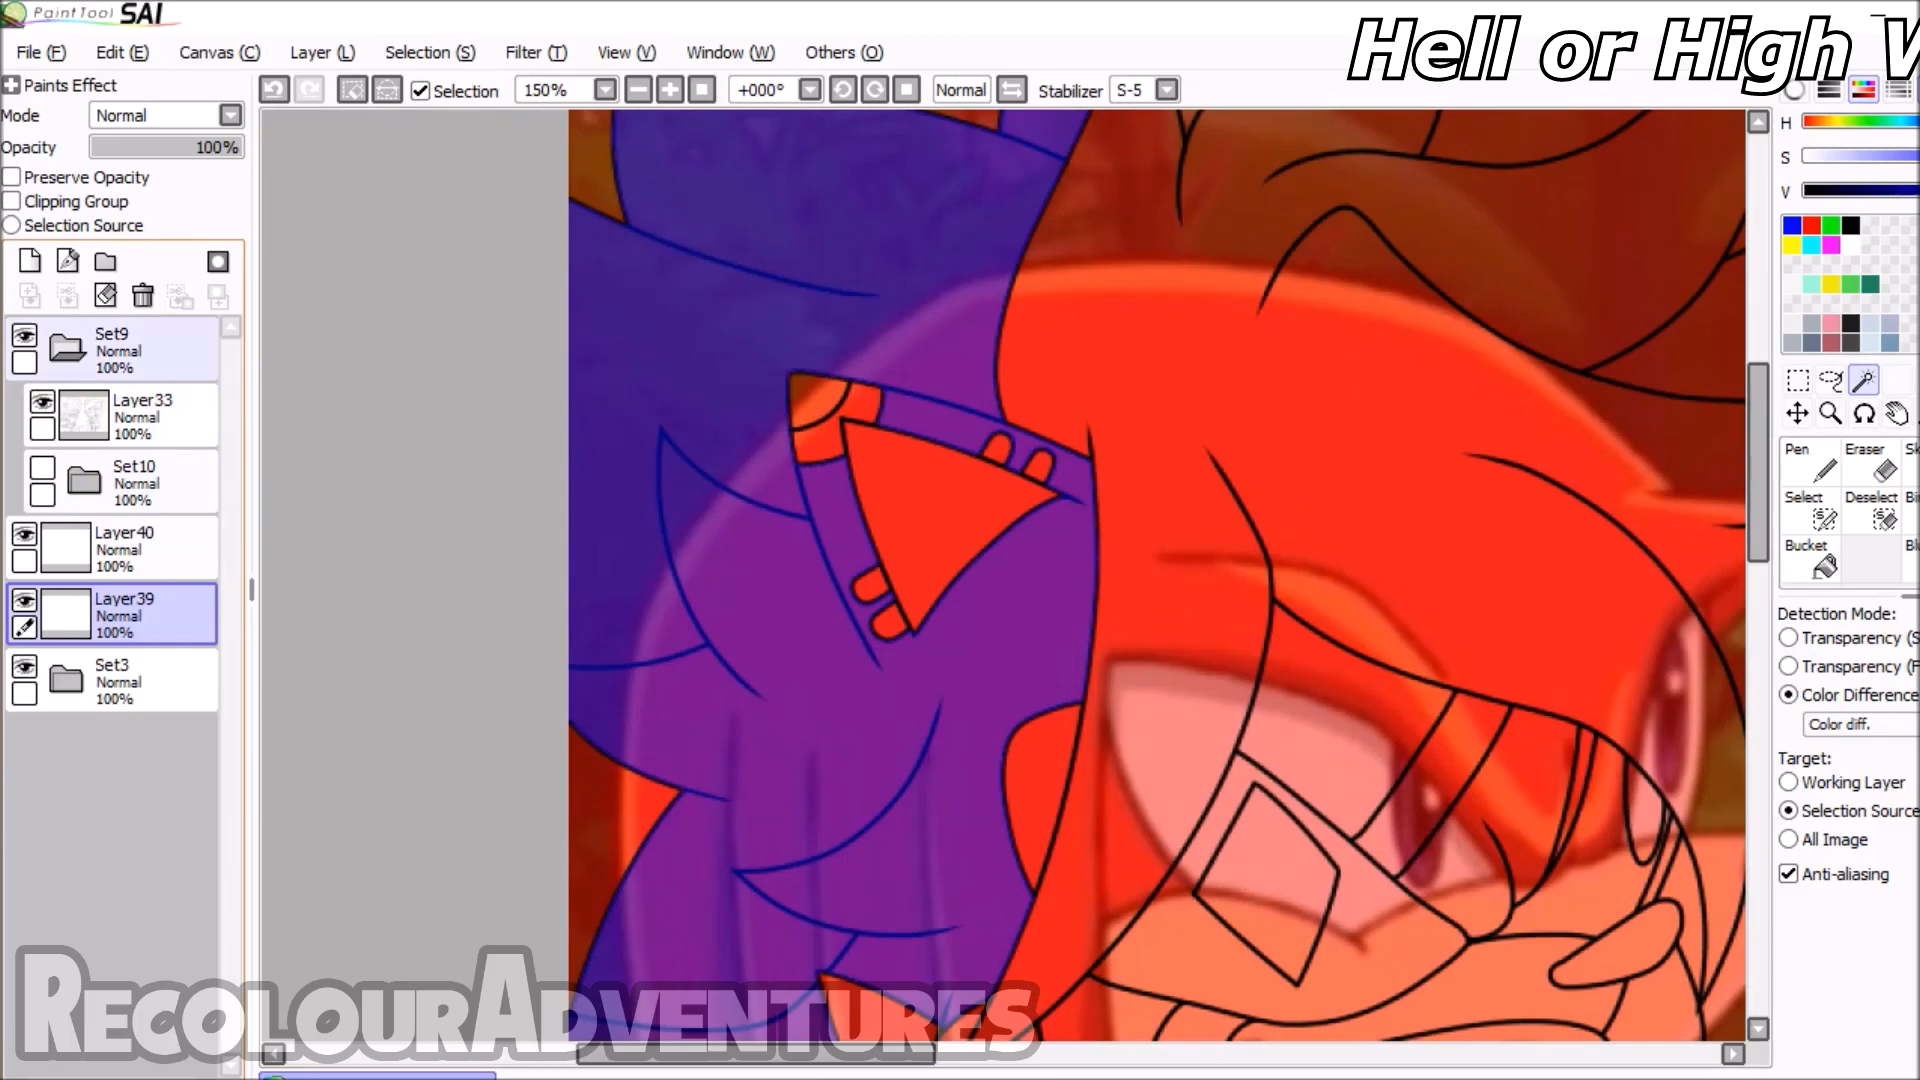 PaintTool SAI
Hell or High
File (F) Edit (E) Canvas (C) Layer (L) Selection (S) Filter (T) View (V) Window (W) Others (O)
Paints Effect
Selection 150% +000° Normal Stabilizer S-5
Mode Normal
Opacity 100%
Preserve Opacity
Clipping Group
Selection Source
H
S
V
Set9
Normal
100%
Layer33
Normal
100%
Set10
Normal
100%
Layer40
Normal
100%
Layer39
Normal
100%
Set3
Normal
100%
Pen Eraser
Select Deselect
Bucket
Detection Mode:
Transparency (S
Transparency (F
Color Difference
Color diff.
Target:
Working Layer
Selection Source
All Image
Anti-aliasing
RecolourAdventures